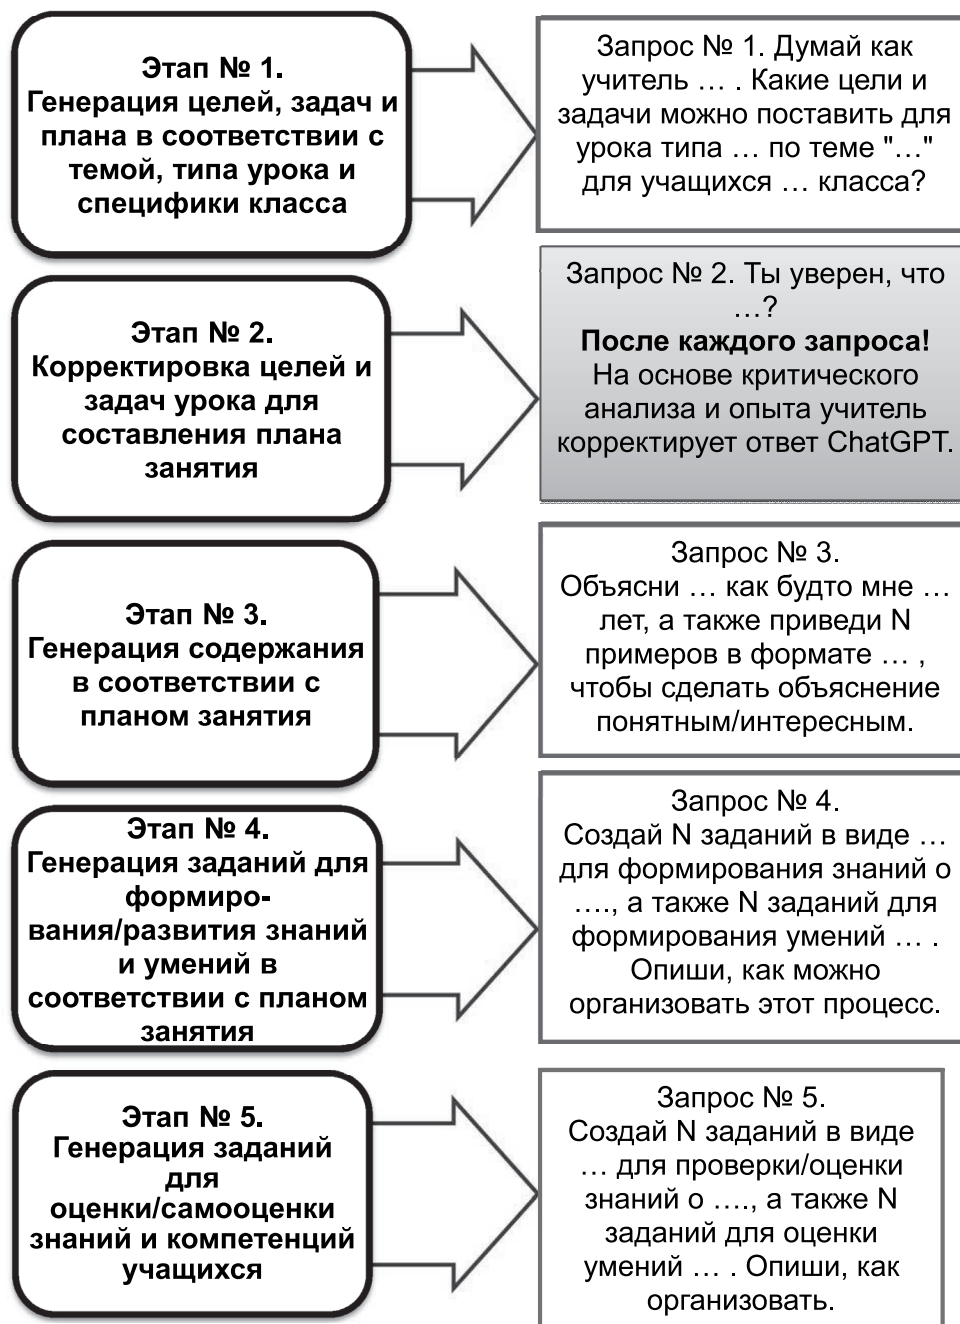 Этап № 1.
Генерация целей, задач и
плана в соответствии с
темой, типа урока и
специфики класса
Запрос № 1. Думай как
учитель … . Какие цели и
задачи можно поставить для
урока типа … по теме "…"
для учащихся … класса?
Этап № 2.
Корректировка целей и
задач урока для
составления плана
занятия
Запрос № 2. Ты уверен, что
…?
После каждого запроса!
На основе критического
анализа и опыта учитель
корректирует ответ ChatGPT.
Этап № 3.
Генерация содержания
в соответствии с
планом занятия
Запрос № 3.
Объясни … как будто мне …
лет, а также приведи N
примеров в формате … ,
чтобы сделать объяснение
понятным/интересным.
Этап № 4.
Генерация заданий для
формиро-
вания/развития знаний
и умений в
соответствии с планом
занятия
Запрос № 4.
Создай N заданий в виде …
для формирования знаний о
…., а также N заданий для
формирования умений … .
Опиши, как можно
организовать этот процесс.
Этап № 5.
Генерация заданий
для
оценки/самооценки
знаний и компетенций
учащихся
Запрос № 5.
Создай N заданий в виде
… для проверки/оценки
знаний о …., а также N
заданий для оценки
умений … . Опиши, как
организовать.